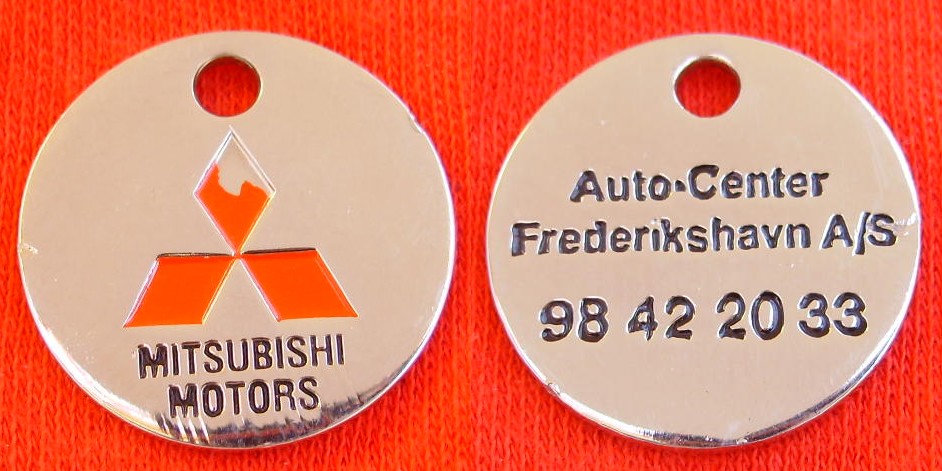 MITSUBISHI
MOTORS
Auto-Center
Frederikshavn A/S
98 42 20 33